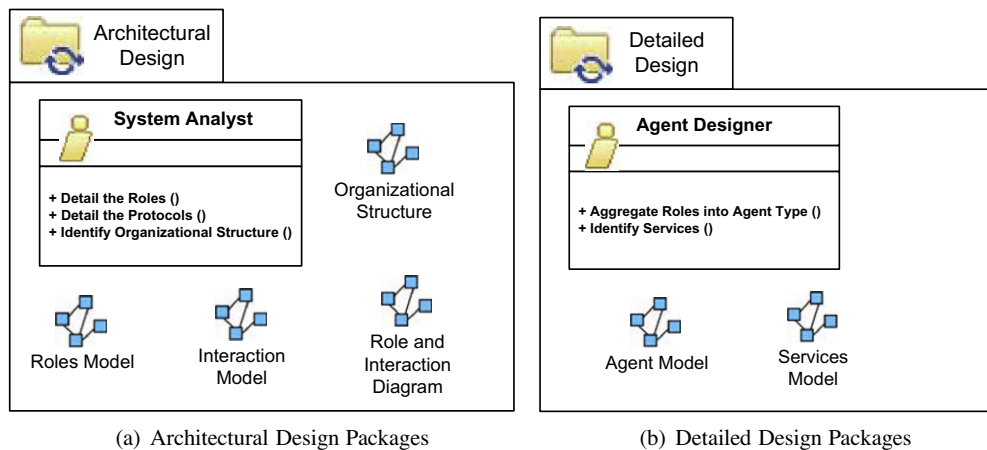 Architectural
Design
System Analyst
+ Detail the Roles ()
+ Detail the Protocols ()
+ Identify Organizational Structure ()
Organizational
Structure
Roles Model
Interaction
Model
Role and
Interaction
Diagram
(a) Architectural Design Packages
Detailed
Design
Agent Designer
+ Aggregate Roles into Agent Type ()
+ Identify Services ()
Agent Model
Services
Model
(b) Detailed Design Packages